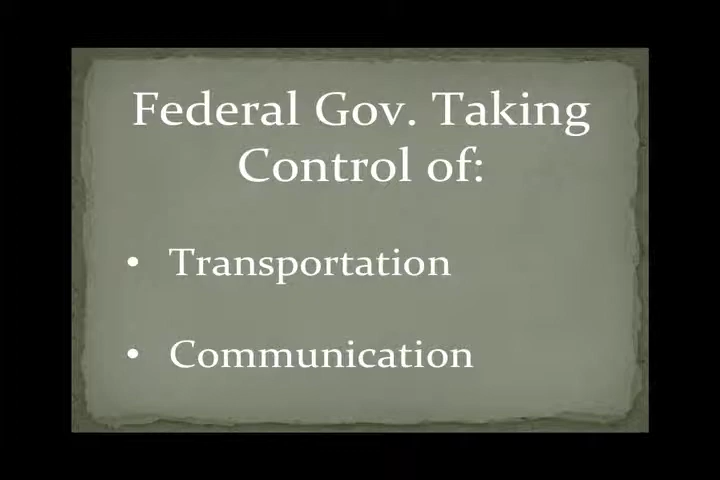 Federal Gov. Taking
Control of:
• Transportation
• Communication